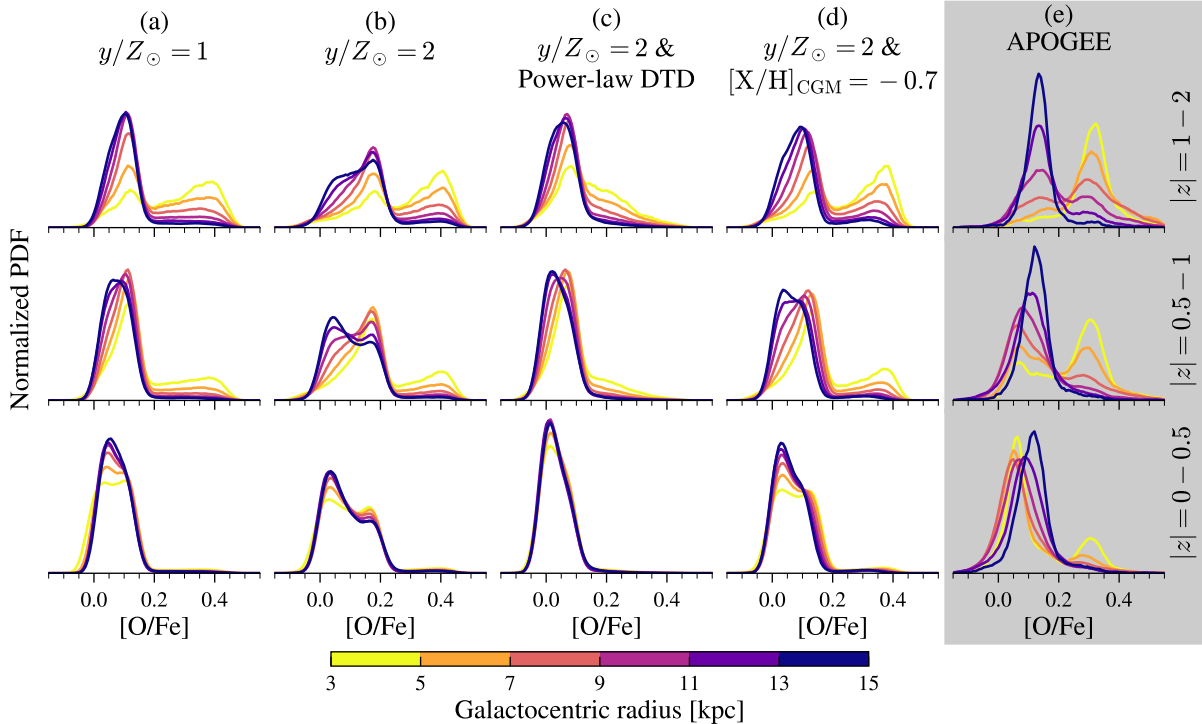 (a)
y/Z⊙ = 1
(b)
y/Z⊙ = 2
(c)
y/Z⊙ = 2 &
Power-law DTD
(d)
y/Z⊙ = 2 &
[X/H]CGM = −0.7
(e)
APOGEE
Normalized PDF
|z| = 1 − 2
|z| = 0.5 − 1
|z| = 0 − 0.5
0.0 0.2 0.4
0.0 0.2 0.4
0.0 0.2 0.4
0.0 0.2 0.4
0.0 0.2 0.4
[O/Fe]
[O/Fe]
[O/Fe]
[O/Fe]
[O/Fe]
3 5 7 9 11 13 15
Galactocentric radius [kpc]